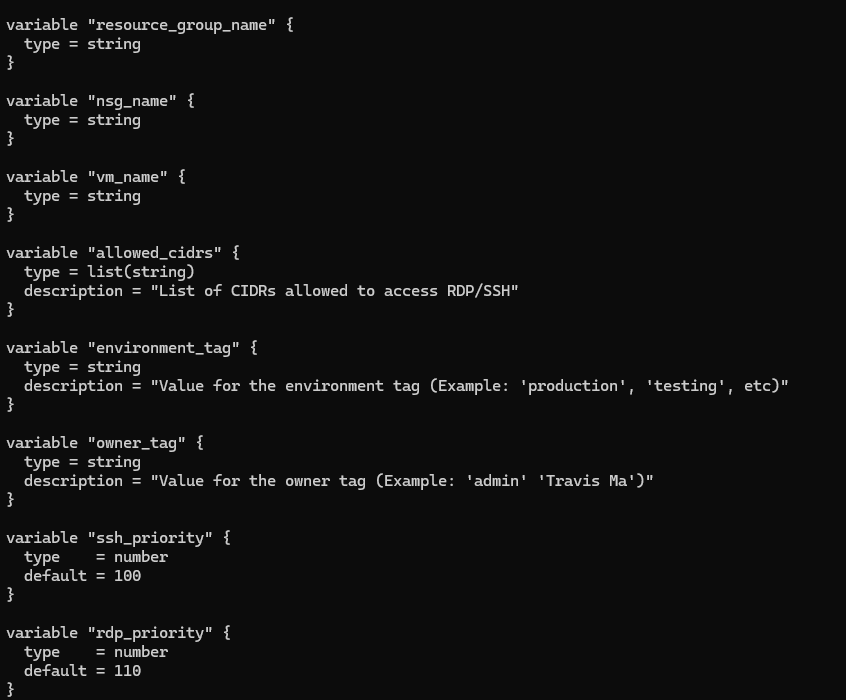 variable "resource_group_name" {
  type = string
}

variable "nsg_name" {
  type = string
}

variable "vm_name" {
  type = string
}

variable "allowed_cidrs" {
  type = list(string)
  description = "List of CIDRs allowed to access RDP/SSH"
}

variable "environment_tag" {
  type = string
  description = "Value for the environment tag (Example: 'production', 'testing', etc)"
}

variable "owner_tag" {
  type = string
  description = "Value for the owner tag (Example: 'admin' 'Travis Ma')"
}

variable "ssh_priority" {
  type    = number
  default = 100
}

variable "rdp_priority" {
  type    = number
  default = 110
}